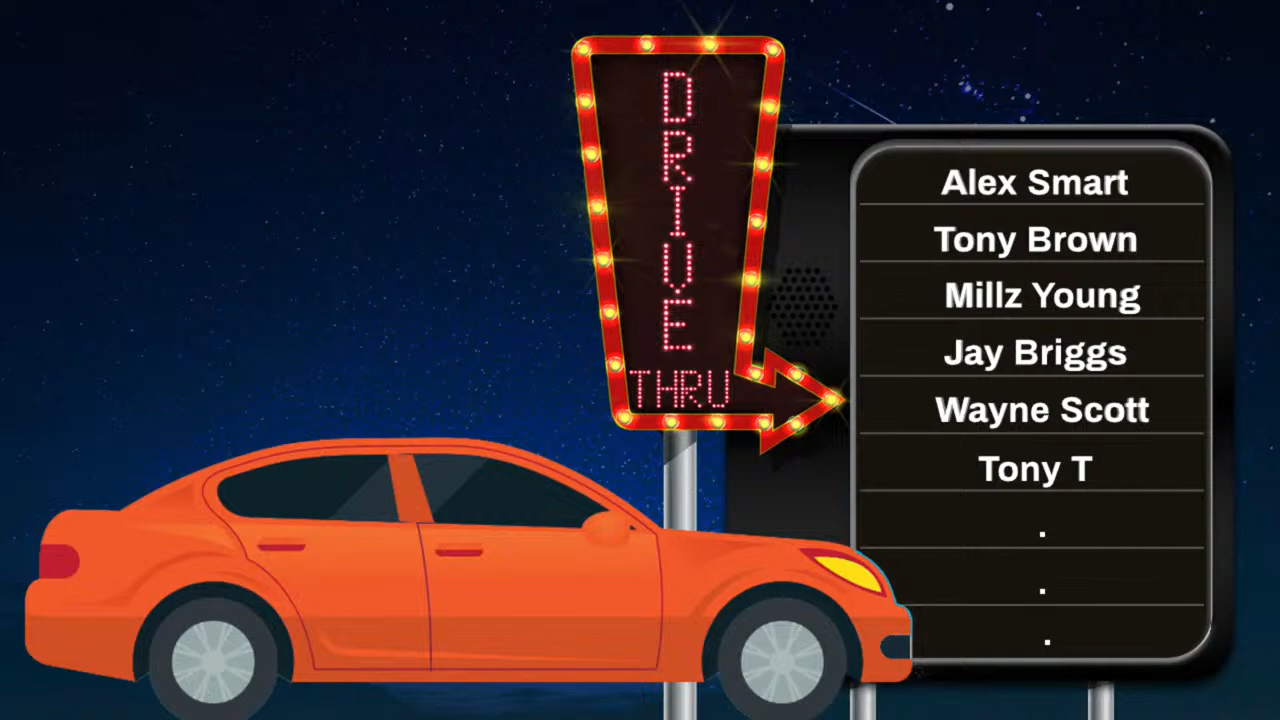 DRIVE
THRU
Alex Smart
Tony Brown
Millz Young
Jay Briggs
Wayne Scott
Tony T
.
.
.